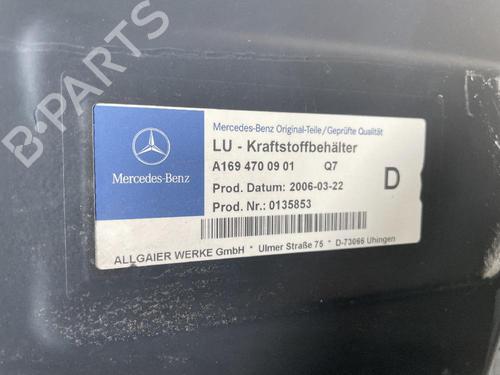 B-PARTS
Mercedes-Benz
Mercedes-Benz Original-Teile/Geprüfte Qualität
LU - Kraftstoffbehälter
A169 470 09 01 Q7
Prod. Datum: 2006-03-22
D
Prod. Nr.: 0135853
ALLGAIER WERKE GmbH * Ulmer Straße 75 * D-73066 Uhingen